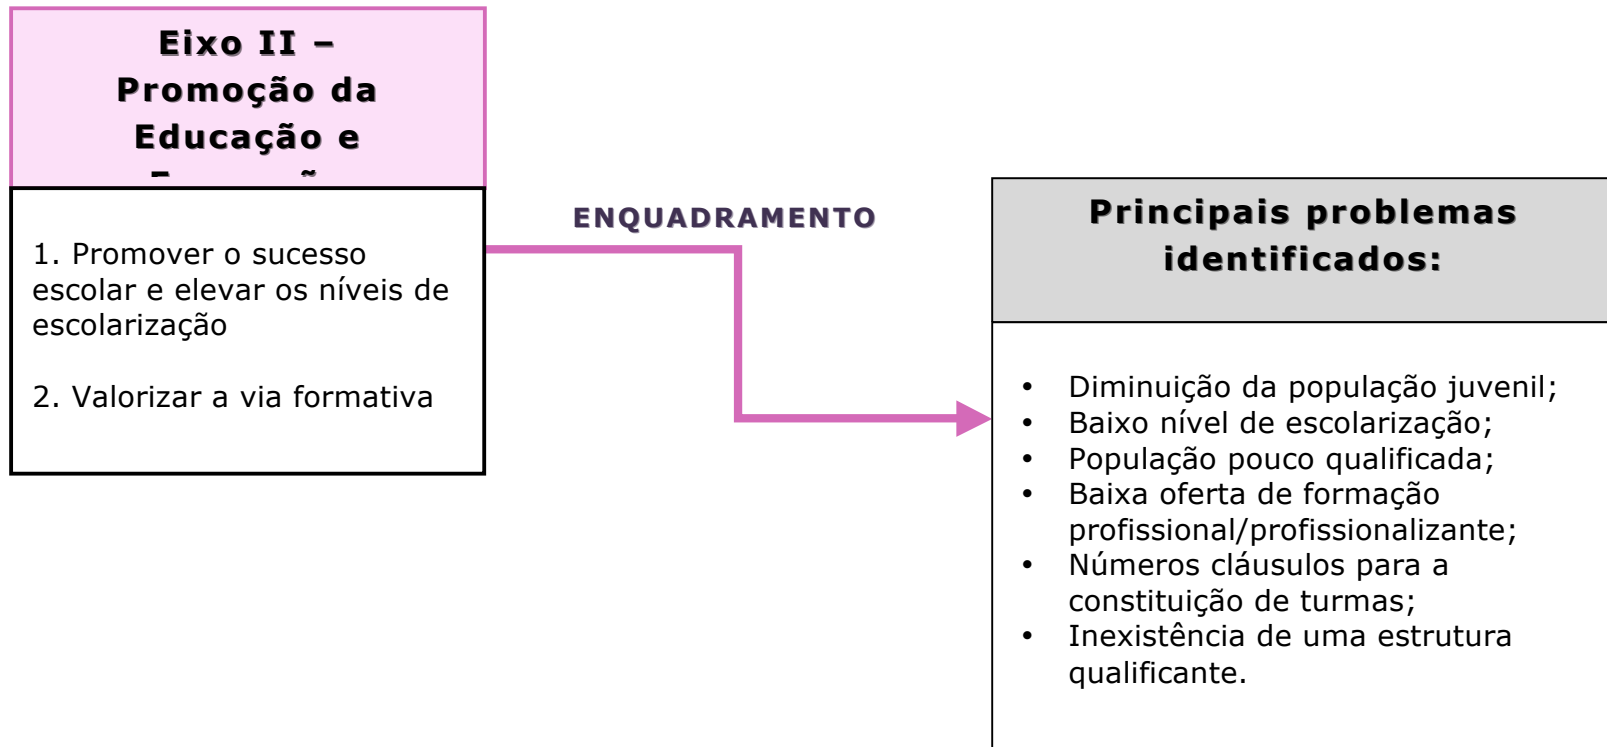 Eixo II –
Promoção da
Educação e
1. Promover o sucesso
escolar e elevar os níveis de
escolarização
2. Valorizar a via formativa
ENQUADRAMENTO
Principais problemas
identificados:
• Diminuição da população juvenil;
• Baixo nível de escolarização;
• População pouco qualificada;
• Baixa oferta de formação
profissional/profissionalizante;
• Números cláusulos para a
constituição de turmas;
• Inexistência de uma estrutura
qualificante.